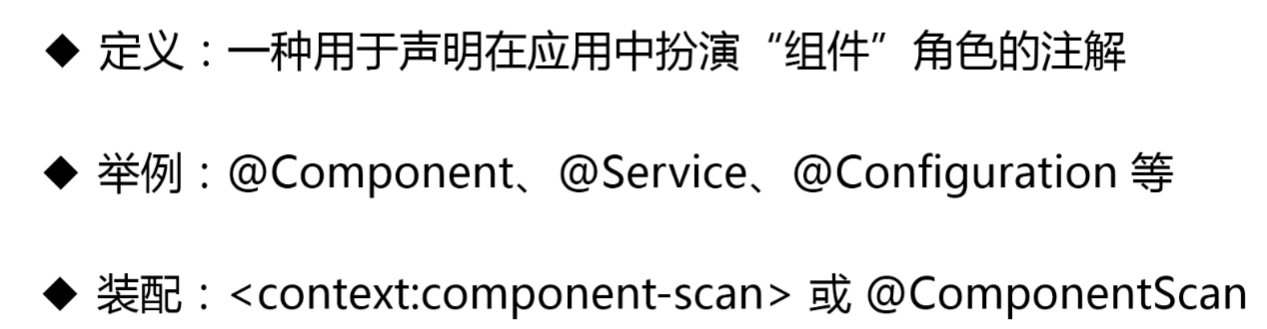 ◆ 定义：一种用于声明在应用中扮演“组件”角色的注解
◆ 举例：@Component、@Service、@Configuration 等
◆ 装配：<context:component-scan> 或 @ComponentScan